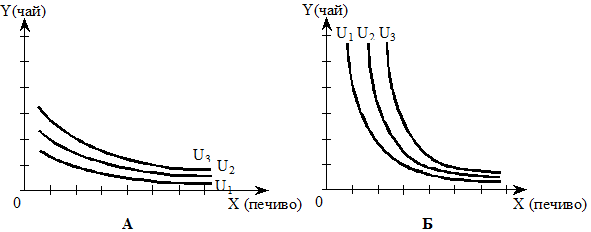 Y(чай)
U3
U2
U1
0
X (печиво)
А
Y(чай)
U1 U2 U3
0
X (печиво)
Б